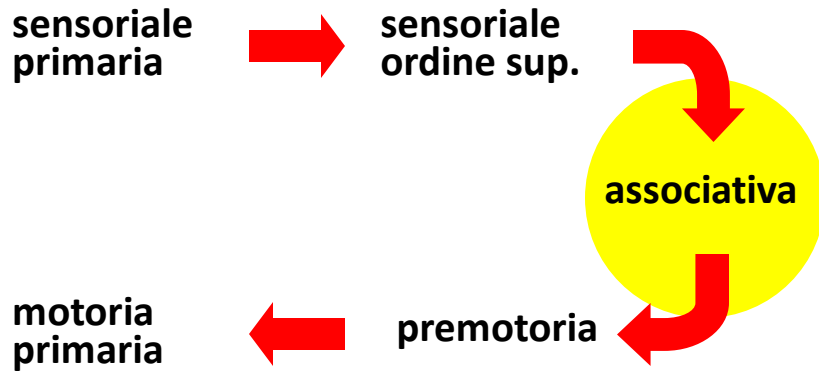 sensoriale
primaria
sensoriale
ordine sup.
associativa
premotoria
motoria
primaria